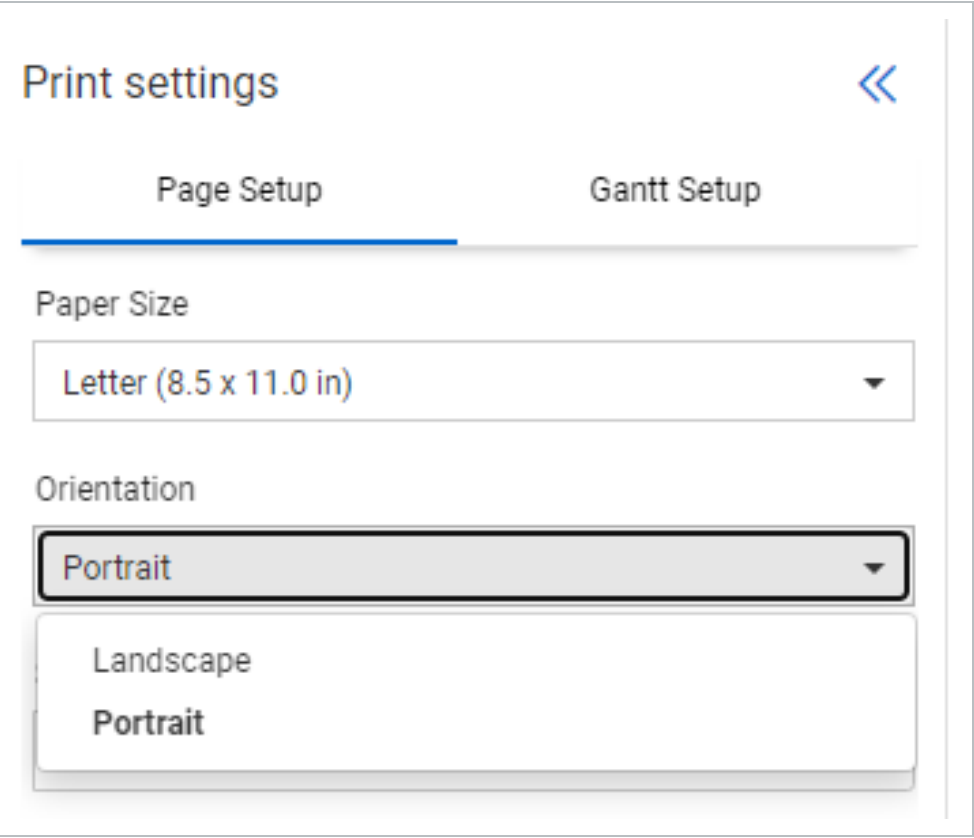 Print settings
Page Setup Gantt Setup
Paper Size
Letter (8.5 x 11.0 in)
Orientation
Portrait
Landscape
Portrait